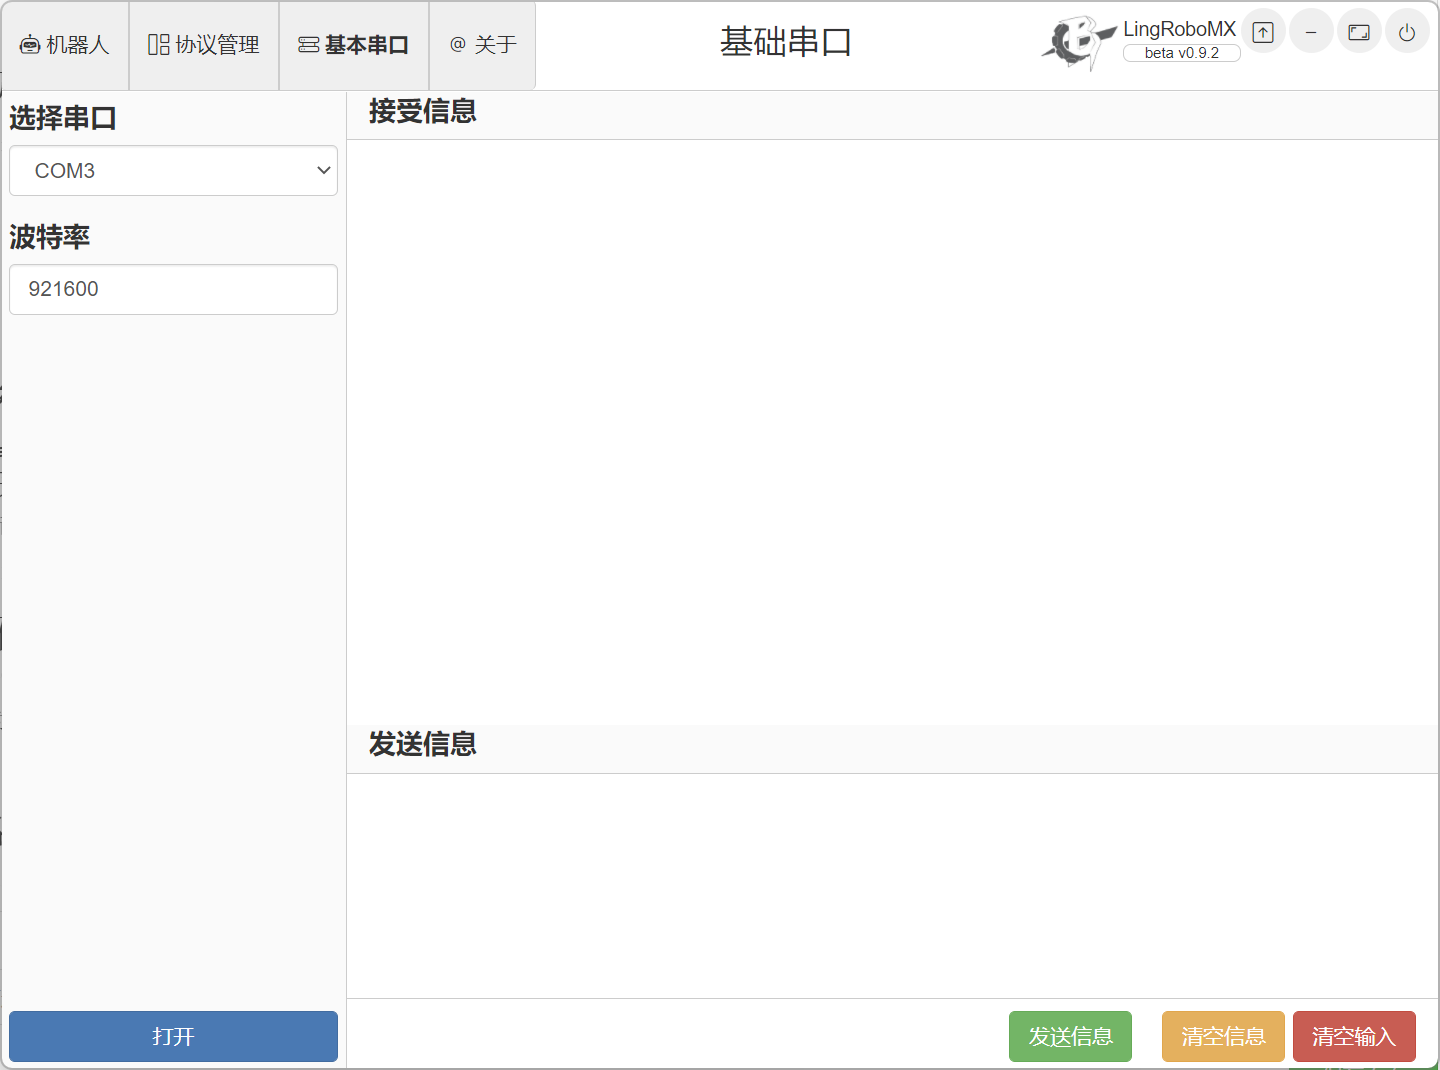 机器人
协议管理
基本串口
@ 关于
基础串口
LingRoboMX
beta v0.9.2
选择串口
COM3
波特率
921600
打开
接受信息
发送信息
发送信息
清空信息
清空输入